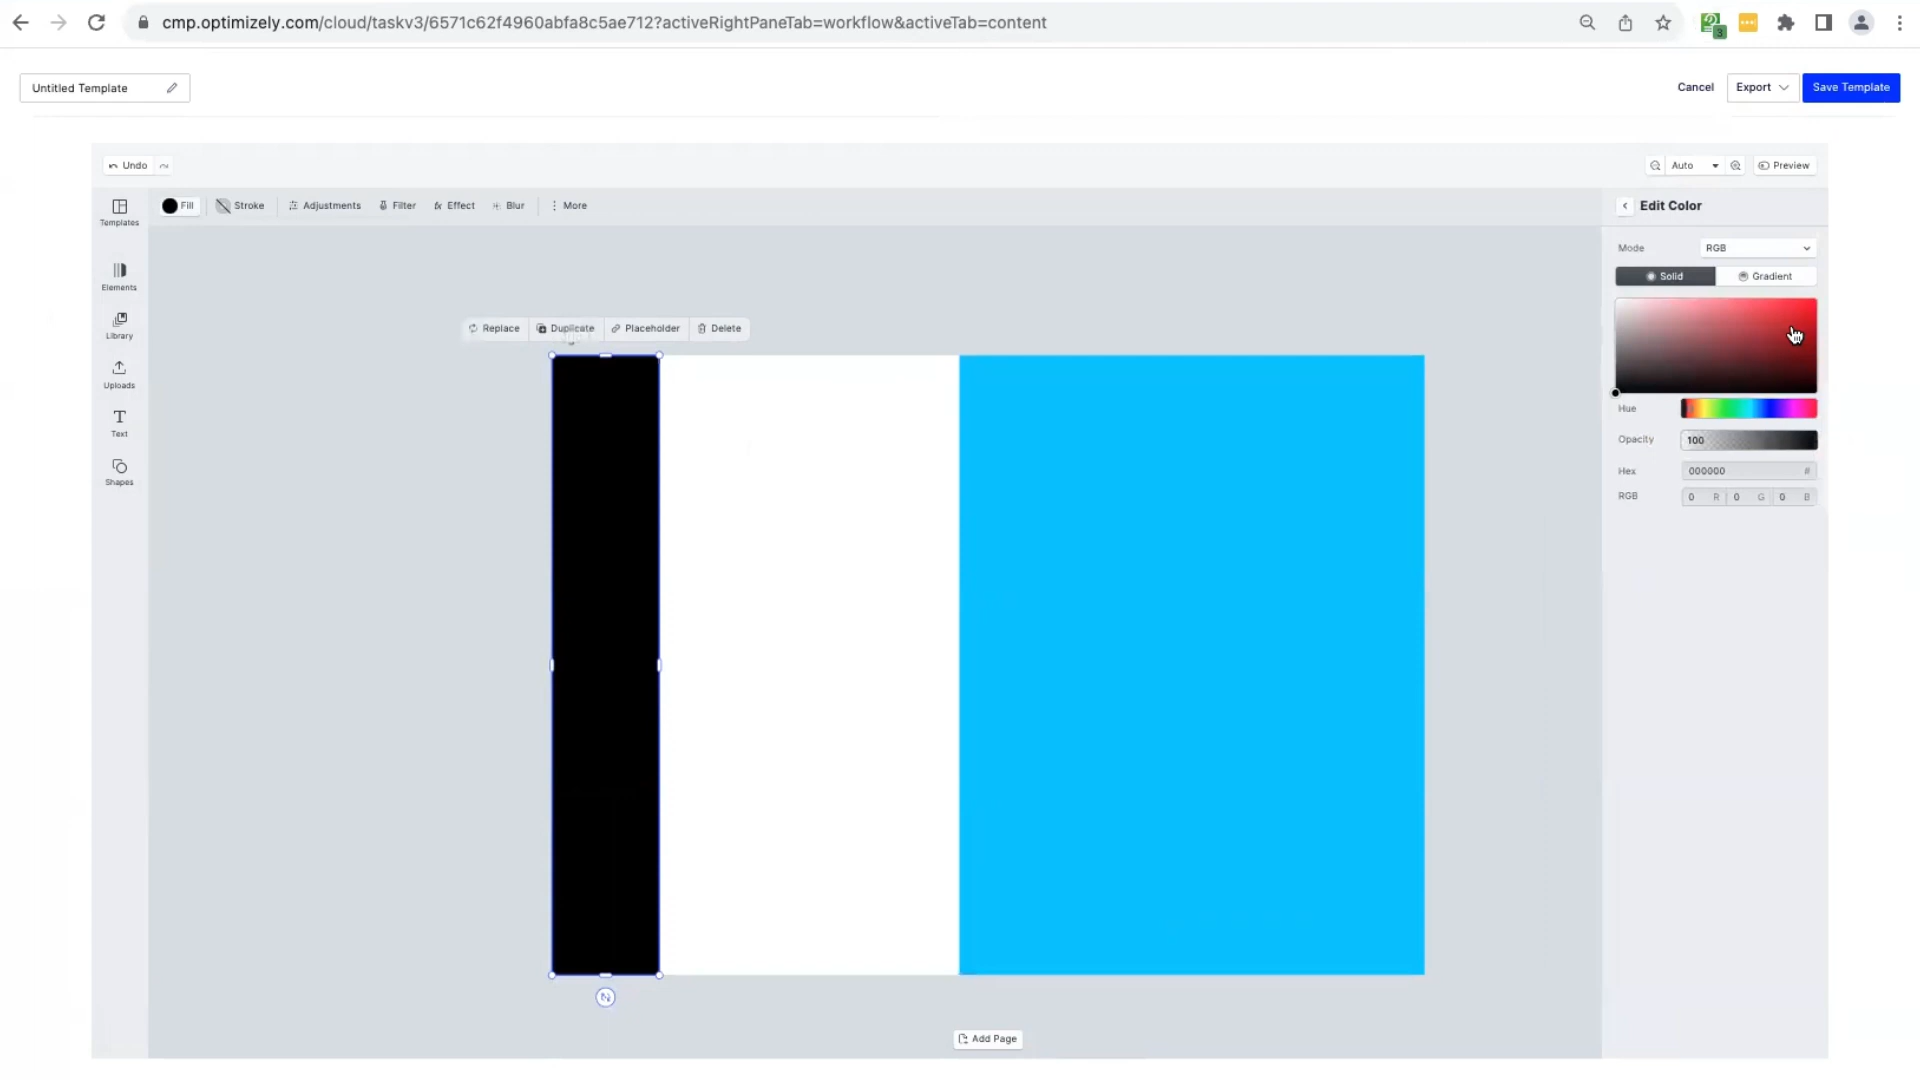 cmp.optimizely.com/cloud/taskv3/6571c62f4960abfa8c5ae712?activeRightPaneTab=workflow&activeTab=content
3
Untitled Template
Cancel
Export
Save Template
Undo
Auto
Preview
Templates
Fill
Stroke
Adjustments
Filter
fx Effect
Blur
More
Edit Color
Mode
RGB
Solid
Gradient
Elements
Library
Uploads
Text
Shapes
Replace
Duplicate
Placeholder
Delete
Hue
Opacity
100
Hex
000000 #
RGB
0 R 0 G 0 B
Add Page